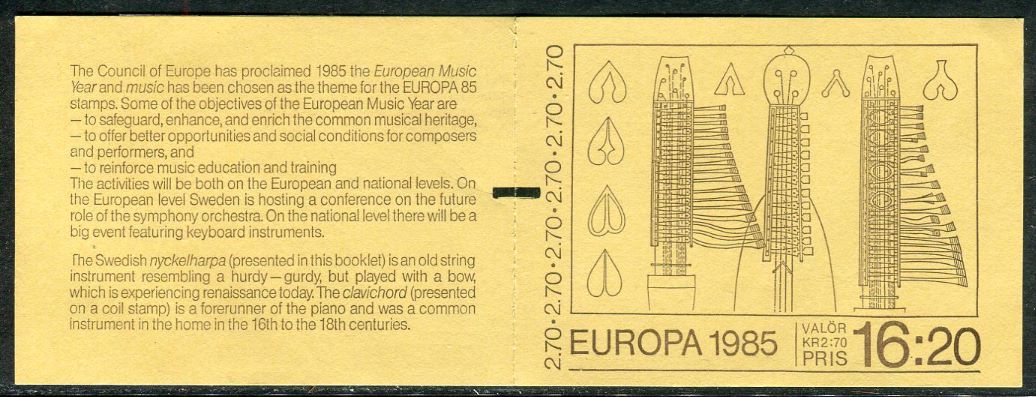 The Council of Europe has proclaimed 1985 the European Music
Year and music has been chosen as the theme for the EUROPA 85
stamps. Some of the objectives of the European Music Year are
— to safeguard, enhance, and enrich the common musical heritage,
— to offer better opportunities and social conditions for composers
and performers, and
— to reinforce music education and training
The activities will be both on the European and national levels. On
the European level Sweden is hosting a conference on the future
role of the symphony orchestra. On the national level there will be a
big event featuring keyboard instruments.
The Swedish nyckelharpa (presented in this booklet) is an old string
instrument resembling a hurdy—gurdy, but played with a bow,
which is experiencing renaissance today. The clavichord (presented
on a coil stamp) is a forerunner of the piano and was a common
instrument in the home in the 16th to the 18th centuries.
2.70·2.70·2.70·2.70·2.70·2.70
EUROPA 1985
VALÖR
KR2:70
PRIS
16:20